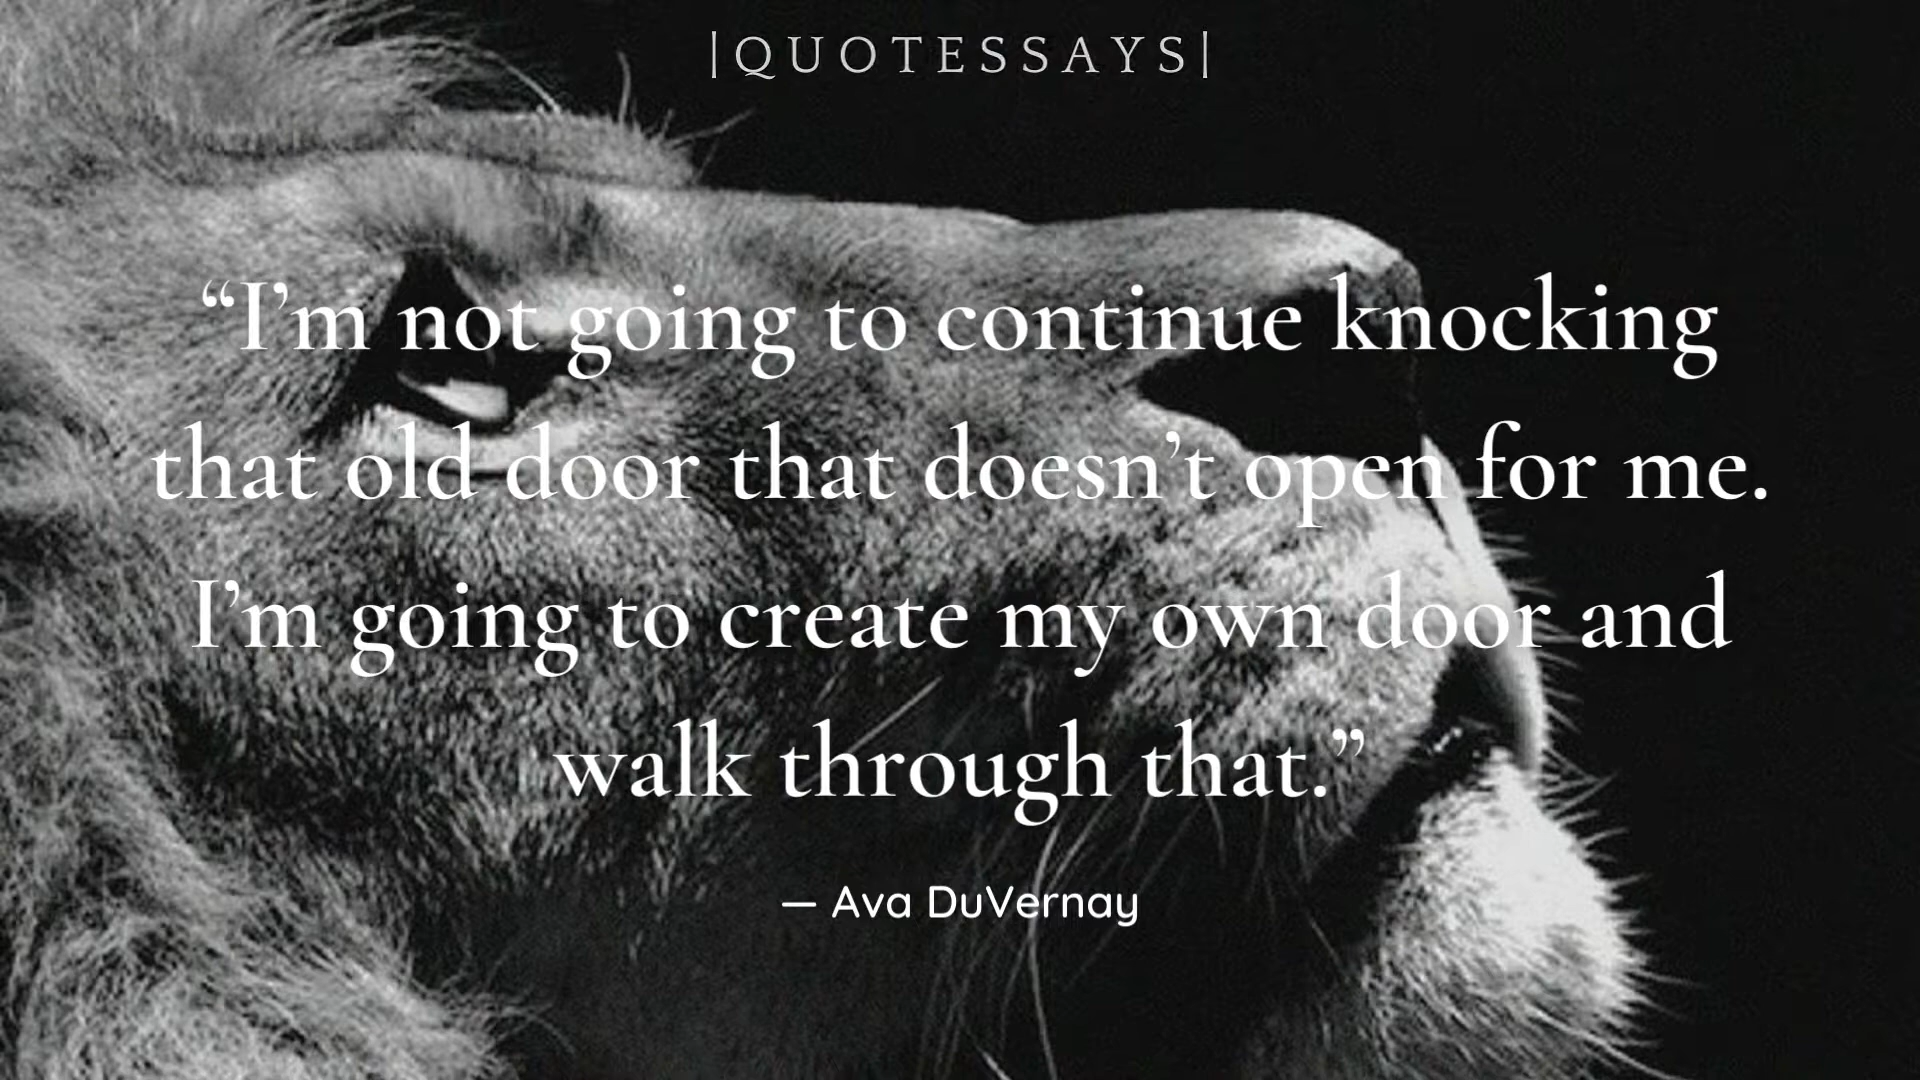 |QUOTESSAYS|
“I’m not going to continue knocking
that old door that doesn’t open for me.
I’m going to create my own door and
walk through that.”
— Ava DuVernay